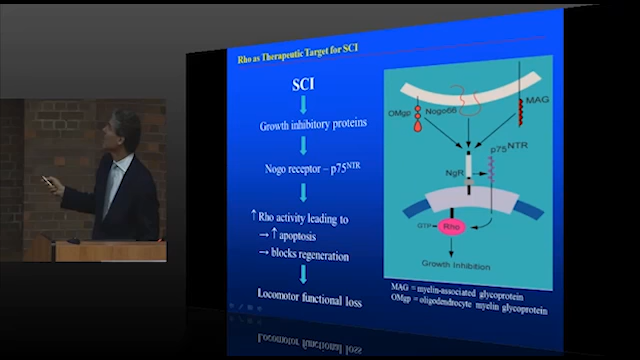 Rho as Therapeutic Target for SCI
SCI
Growth inhibitory proteins
Nogo receptor – p75NTR
↑ Rho activity leading to
→ ↑ apoptosis
→ blocks regeneration
Locomotor functional loss
OMgp
Nogo66
MAG
NgR
p75NTR
GTP
Rho
Growth Inhibition
MAG = myelin-associated glycoprotein
OMgp = oligodendrocyte myelin glycoprotein